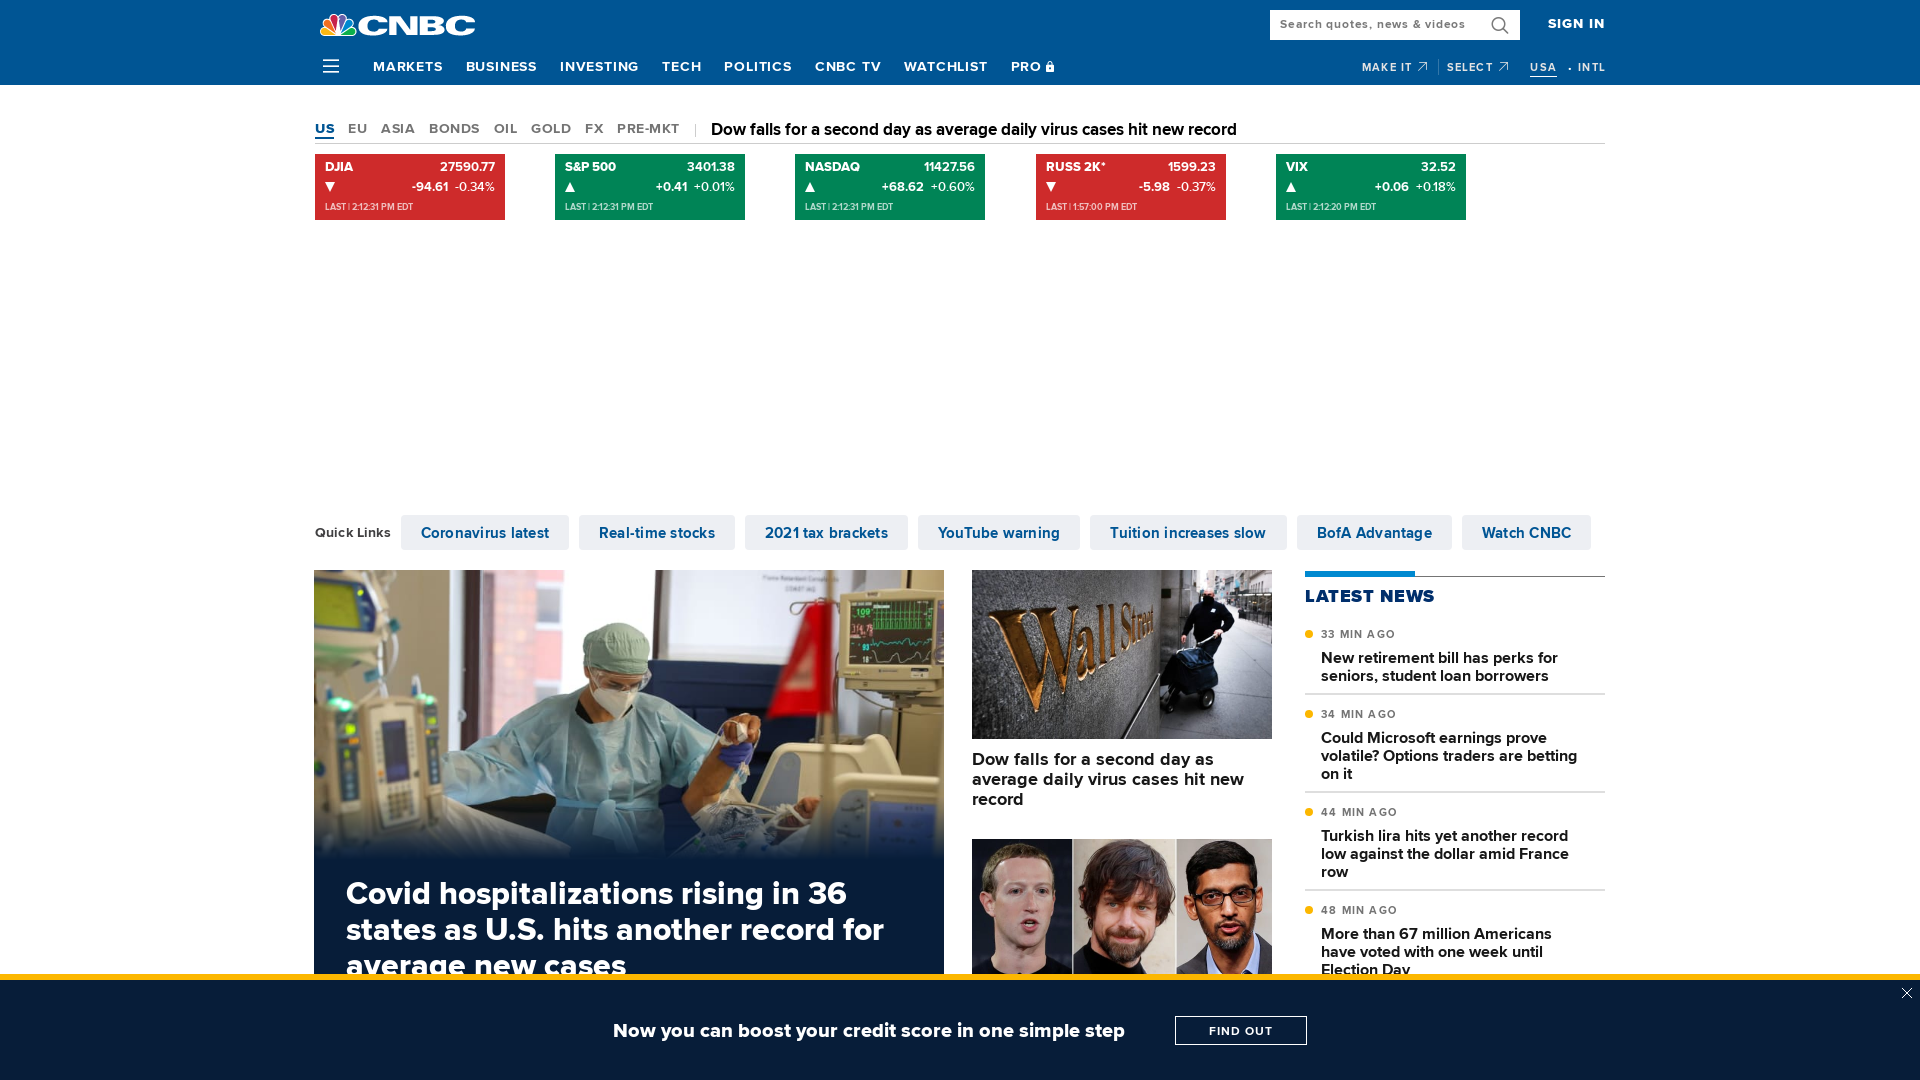 CNBC
Search quotes, news & videos
SIGN IN
MARKETS BUSINESS INVESTING TECH POLITICS CNBC TV WATCHLIST PRO
MAKE IT SELECT USA • INTL
US EU ASIA BONDS OIL GOLD FX PRE-MKT
Dow falls for a second day as average daily virus cases hit new record
DJIA 27590.77
-94.61 -0.34%
LAST | 2:12:31 PM EDT
S&P 500 3401.38
+0.41 +0.01%
LAST | 2:12:31 PM EDT
NASDAQ 11427.56
+68.62 +0.60%
LAST | 2:12:31 PM EDT
RUSS 2K* 1599.23
-5.98 -0.37%
LAST | 1:57:00 PM EDT
VIX 32.52
+0.06 +0.18%
LAST | 2:12:20 PM EDT
Quick Links Coronavirus latest Real-time stocks 2021 tax brackets YouTube warning Tuition increases slow BofA Advantage Watch CNBC
109
Covid hospitalizations rising in 36
states as U.S. hits another record for
average new cases
Wall Street
Dow falls for a second day as
average daily virus cases hit new
record
LATEST NEWS
33 MIN AGO
New retirement bill has perks for
seniors, student loan borrowers
34 MIN AGO
Could Microsoft earnings prove
volatile? Options traders are betting
on it
44 MIN AGO
Turkish lira hits yet another record
low against the dollar amid France
row
48 MIN AGO
More than 67 million Americans
have voted with one week until
Election Day
Now you can boost your credit score in one simple step
FIND OUT